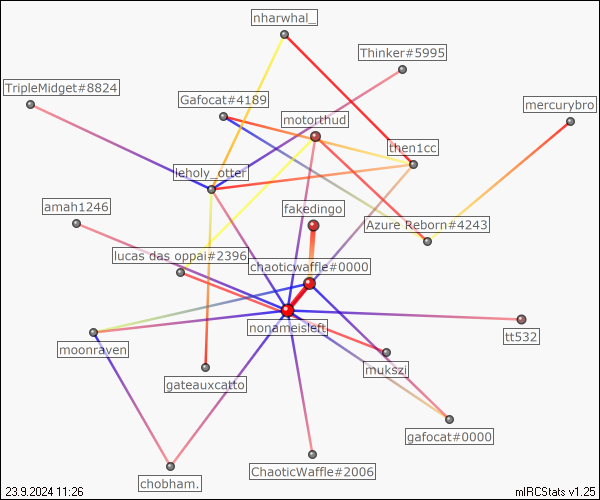 nharwhal_
Thinker#5995
TripleMidget#8824
Gafocat#4189
mercurybro
motorthud
then1cc
leholy_otter
amah1246
fakedingo
Azure Reborn#4243
lucas das oppai#2396
chaoticwaffle#0000
nonameisleft
tt532
moonraven
mukszi
gateauxcatto
gafocat#0000
ChaoticWaffle#2006
chobham.
23.9.2024 11:26
mIRCStats v1.25